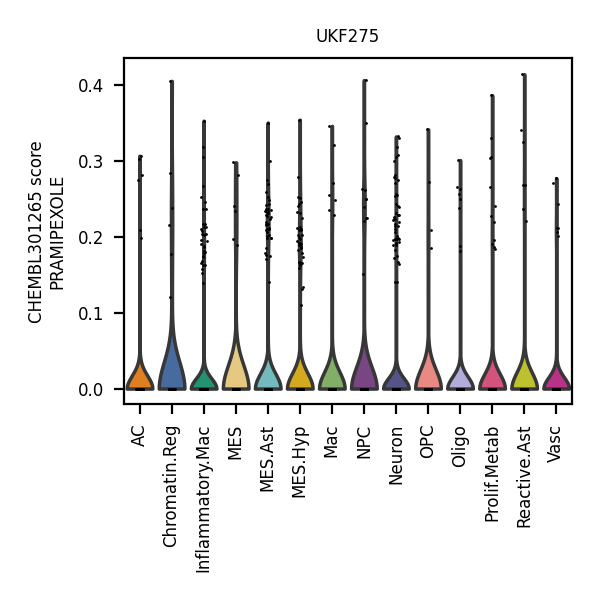 UKF275
CHEMBL301265 score
PRAMIPEXOLE
0.4
0.3
0.2
0.1
0.0
AC
Chromatin.Reg
Inflammatory.Mac
MES
MES.Ast
MES.Hyp
Mac
NPC
Neuron
OPC
Oligo
Prolif.Metab
Reactive.Ast
Vasc